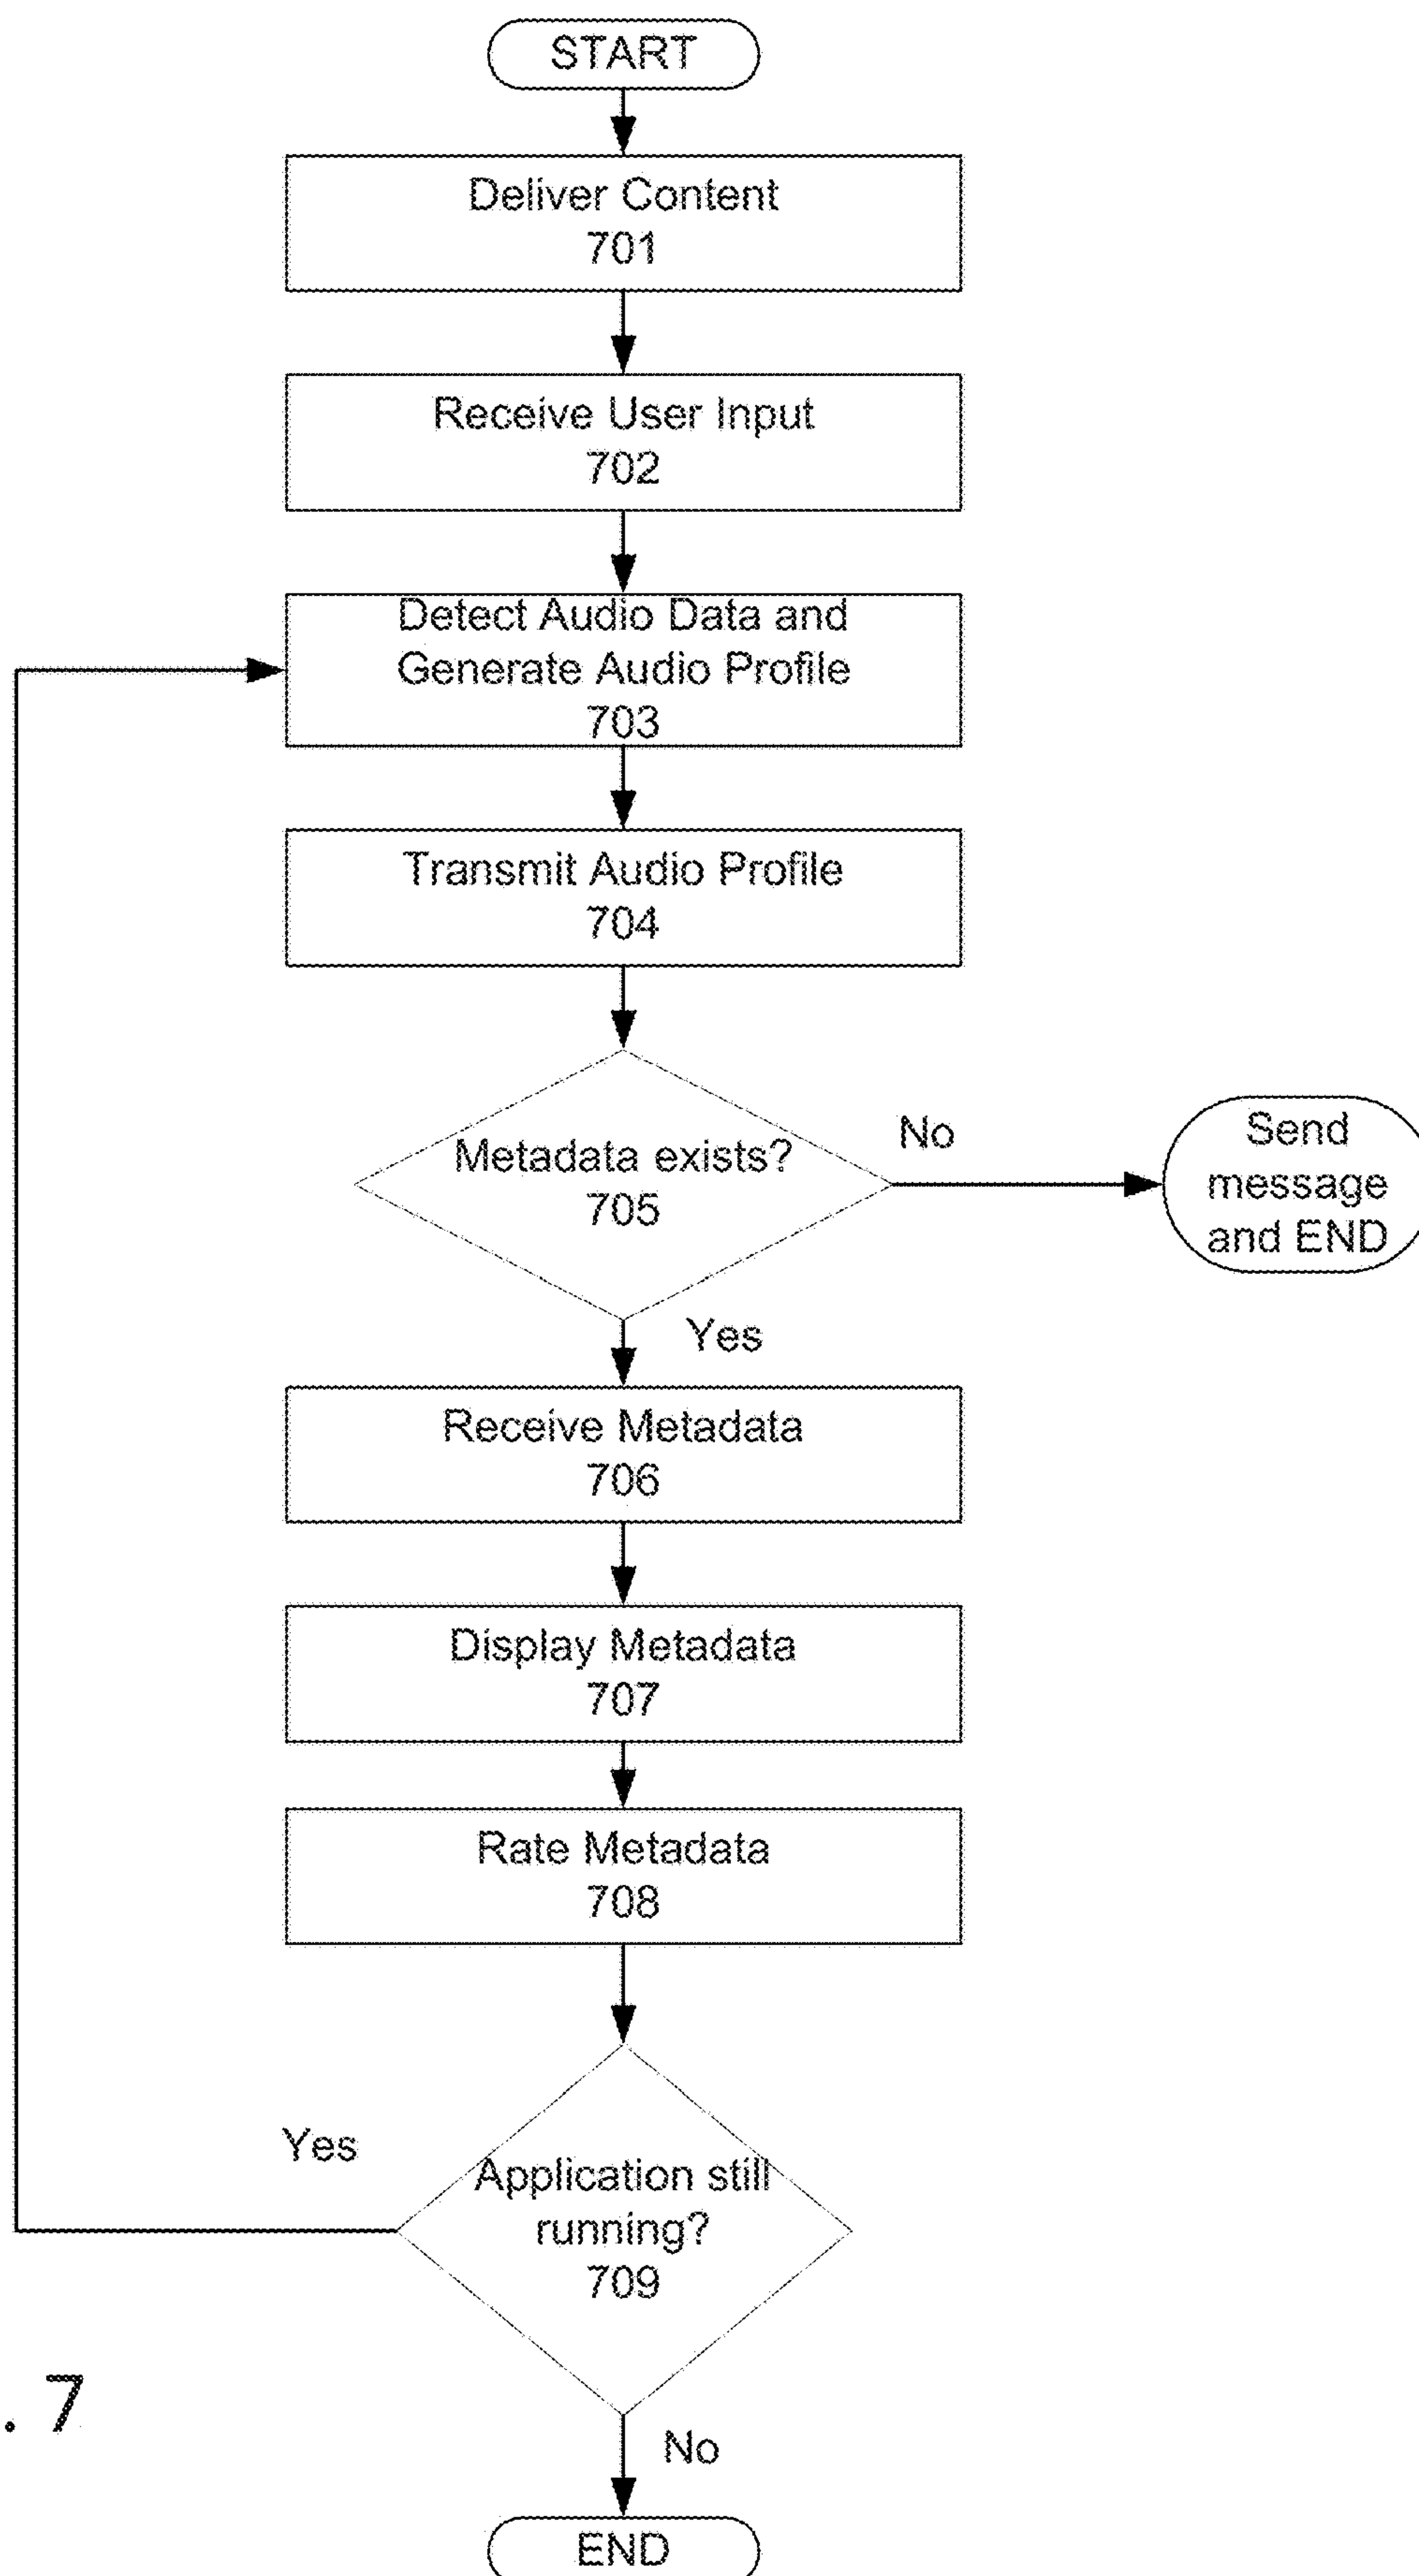 START
Deliver Content
701
Receive User Input
702
Detect Audio Data and
Generate Audio Profile
703
Transmit Audio Profile
704
Metadata exists?
705
No
Send
message
and END
Yes
Receive Metadata
706
Display Metadata
707
Rate Metadata
708
Yes
Application still
running?
709
. 7
No
END